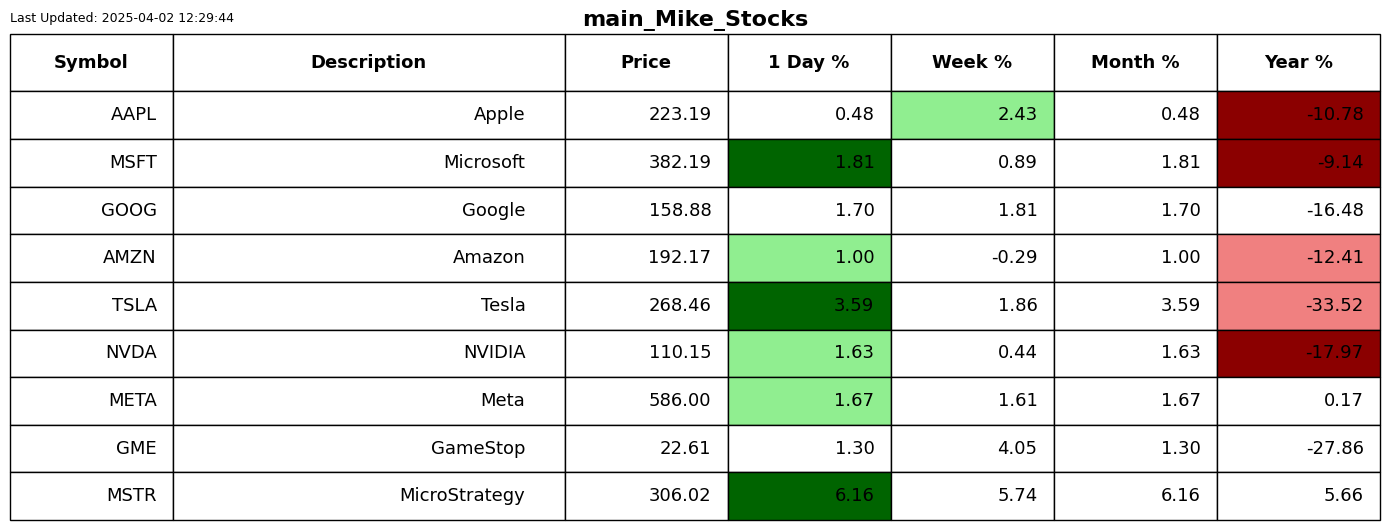 Last Updated: 2025-04-02 12:29:44
main_Mike_Stocks
Symbol Description Price 1 Day % Week % Month % Year %
AAPL Apple 223.19 0.48 2.43 0.48 -10.78
MSFT Microsoft 382.19 1.81 0.89 1.81 -9.14
GOOG Google 158.88 1.70 1.81 1.70 -16.48
AMZN Amazon 192.17 1.00 -0.29 1.00 -12.41
TSLA Tesla 268.46 3.59 1.86 3.59 -33.52
NVDA NVIDIA 110.15 1.63 0.44 1.63 -17.97
META Meta 586.00 1.67 1.61 1.67 0.17
GME GameStop 22.61 1.30 4.05 1.30 -27.86
MSTR MicroStrategy 306.02 6.16 5.74 6.16 5.66